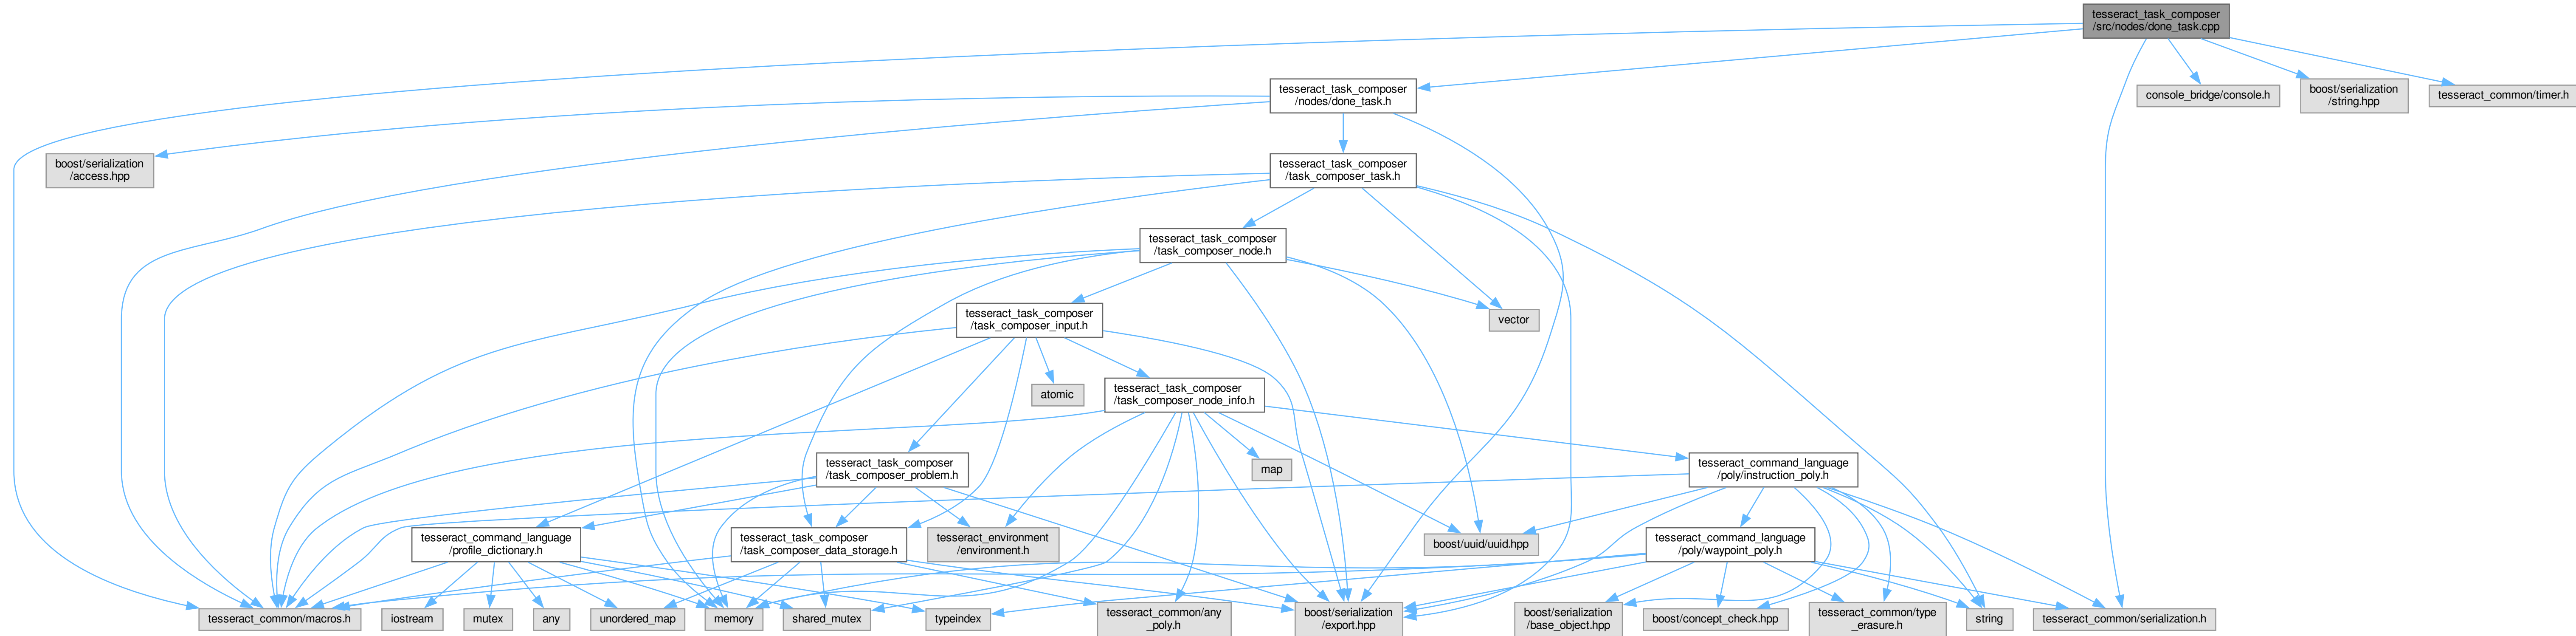 tesseract_task_composer
/src/nodes/done_task.cpp
tesseract_task_composer
/nodes/done_task.h
console_bridge/console.h
boost/serialization
/string.hpp
tesseract_common/timer.h
boost/serialization
/access.hpp
tesseract_task_composer
/task_composer_task.h
tesseract_task_composer
/task_composer_node.h
tesseract_task_composer
/task_composer_input.h
vector
atomic
tesseract_task_composer
/task_composer_node_info.h
tesseract_task_composer
/task_composer_problem.h
map
tesseract_command_language
/poly/instruction_poly.h
tesseract_command_language
/profile_dictionary.h
tesseract_task_composer
/task_composer_data_storage.h
tesseract_environment
/environment.h
boost/uuid/uuid.hpp
tesseract_command_language
/poly/waypoint_poly.h
tesseract_common/macros.h
iostream
mutex
any
unordered_map
memory
shared_mutex
typeindex
tesseract_common/any
_poly.h
boost/serialization
/export.hpp
boost/serialization
/base_object.hpp
boost/concept_check.hpp
tesseract_common/type
_erasure.h
string
tesseract_common/serialization.h